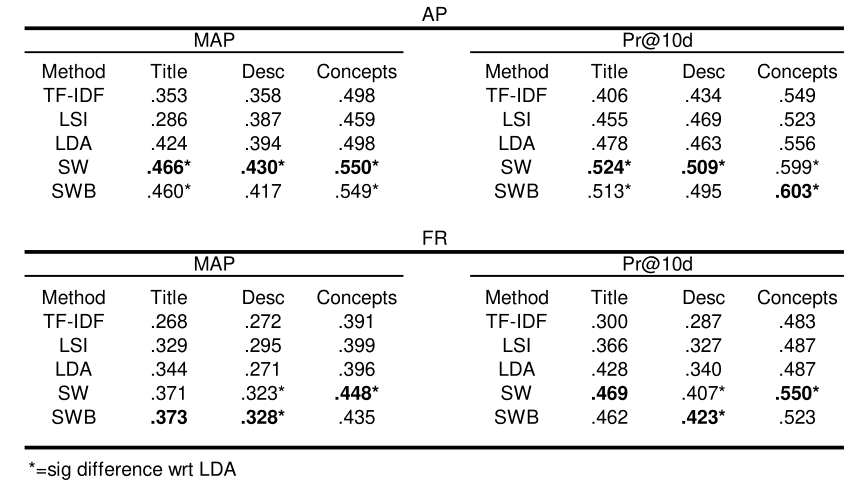 AP
MAP Pr@10d
Method Title Desc Concepts Method Title Desc Concepts
TF-IDF .353 .358 .498 TF-IDF .406 .434 .549
LSI .286 .387 .459 LSI .455 .469 .523
LDA .424 .394 .498 LDA .478 .463 .556
SW .466* .430* .550* SW .524* .509* .599*
SWB .460* .417 .549* SWB .513* .495 .603*
FR
MAP Pr@10d
Method Title Desc Concepts Method Title Desc Concepts
TF-IDF .268 .272 .391 TF-IDF .300 .287 .483
LSI .329 .295 .399 LSI .366 .327 .487
LDA .344 .271 .396 LDA .428 .340 .487
SW .371 .323* .448* SW .469 .407* .550*
SWB .373 .328* .435 SWB .462 .423* .523
*=sig difference wrt LDA